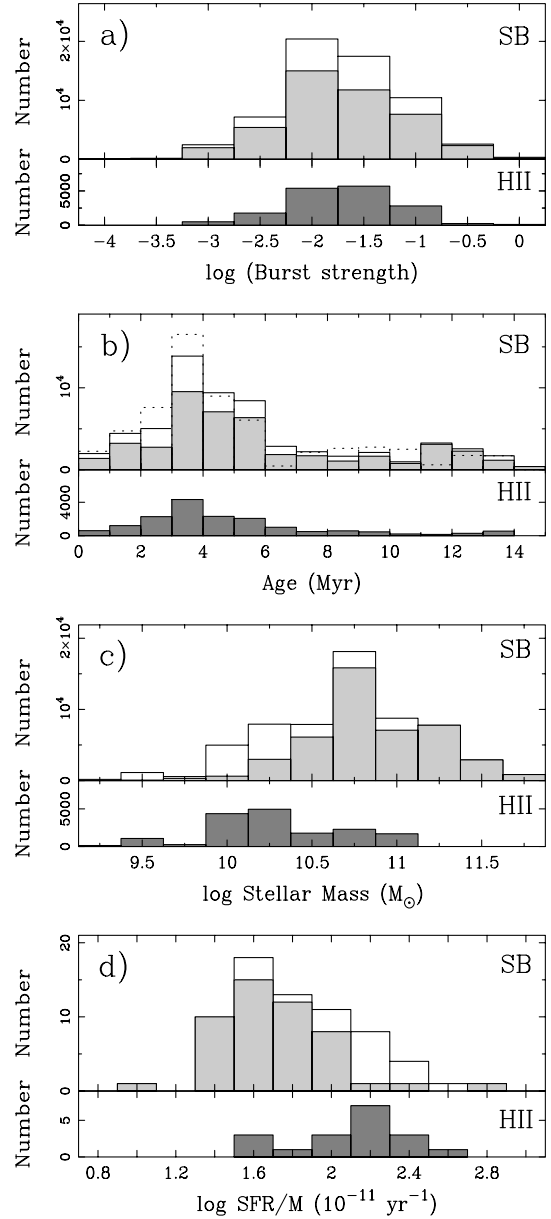 a)
SB
Number
0
10⁴
2×10⁴
HII
Number
0
5000
−4 −3.5 −3 −2.5 −2 −1.5 −1 −0.5 0
log (Burst strength)
b)
SB
Number
0
10⁴
HII
Number
0
4000
0 2 4 6 8 10 12 14
Age (Myr)
c)
SB
Number
0
10⁴
2×10⁴
HII
Number
0
5000
9.5 10 10.5 11 11.5
log Stellar Mass (M⊙)
d)
SB
Number
0
10
20
HII
Number
0
5
0.8 1.2 1.6 2 2.4 2.8
log SFR/M (10⁻¹¹ yr⁻¹)